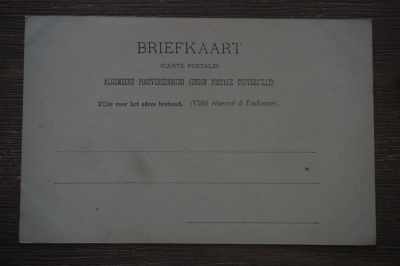 BRIEFKAART
(CARTE POSTALE)
ALGEMEENE POSTVEREENIGING (UNION POSTALE UNIVERSELLE)
Zijde voor het adres bestemd. (Côté réservé à l'adresse).